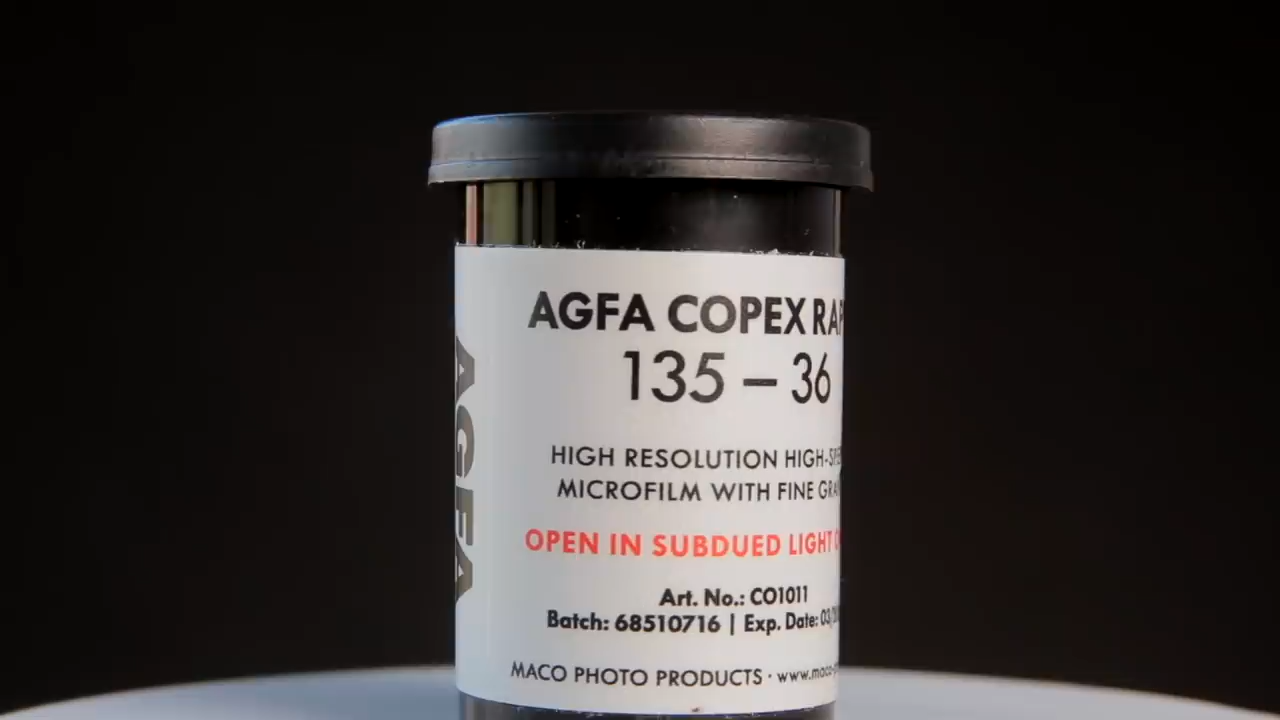 AGFA
AGFA COPEX
135 – 36
HIGH RESOLUTION
MICROFILM WITH FINE
OPEN IN SUBDUED LIGHT
Art. No.: CO1011
Batch: 68510716 | Exp. Date:
MACO PHOTO PRODUCTS ·